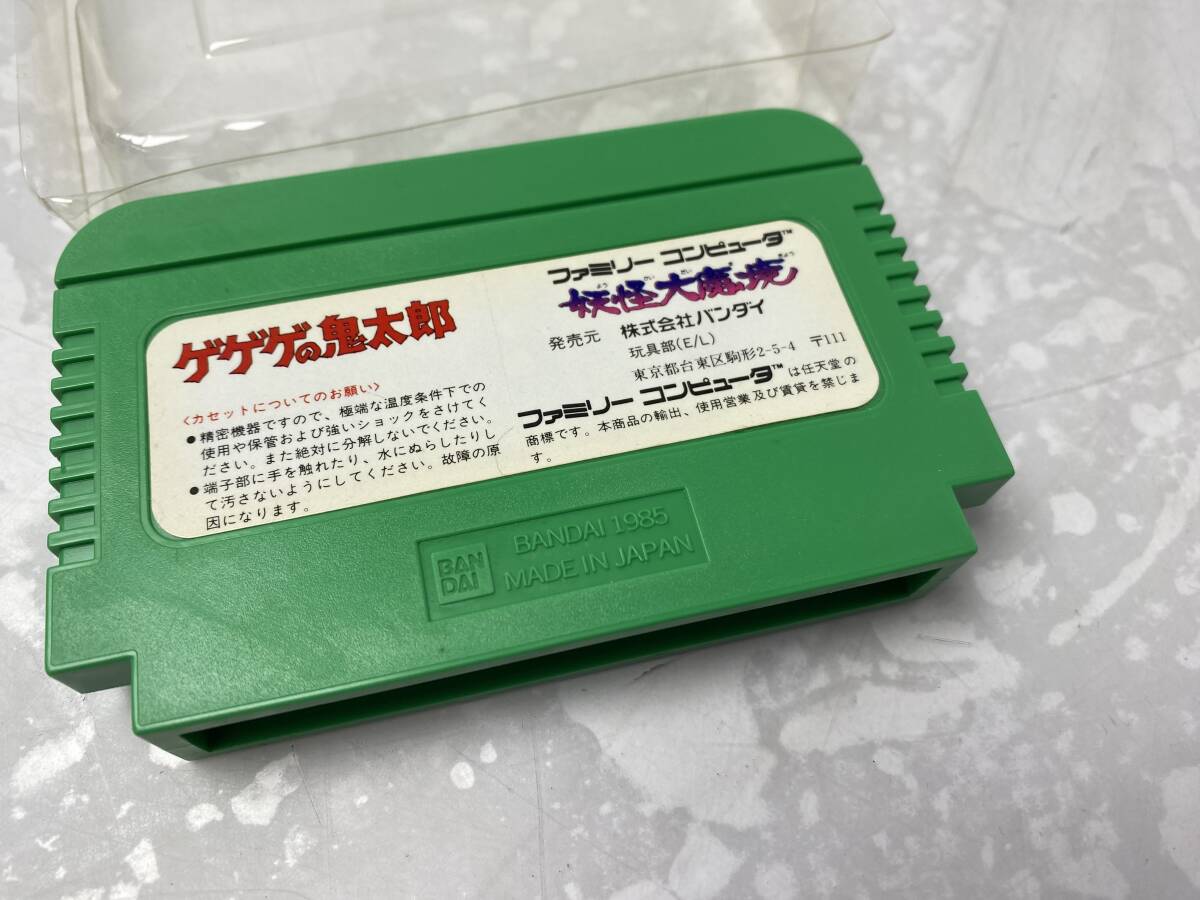 ゲゲゲの鬼太郎
〈カセットについてのお願い〉
●精密機器ですので、極端な温度条件下での
使用や保管および強いショックをさけてく
ださい。また絶対に分解しないでください。
●端子部に手を触れたり、水にぬらしたりし
て汚さないようにしてください。故障の原
因になります。
ファミリー コンピュータ™
よう かい だい ま きょう
妖怪大魔境
発売元 株式会社バンダイ
玩具部(E/L)
東京都台東区駒形2-5-4 〒111
ファミリー コンピュータ™は任天堂の
商標です。本商品の輸出、使用営業及び賃貸を禁じま
す。
BAN
DAI
BANDAI 1985
MADE IN JAPAN